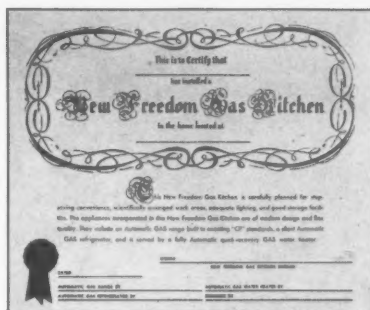 This is to Certify that
has installed a
New Freedom Gas Kitchen
in the home located at
This New Freedom Gas Kitchen is carefully planned for step
saving convenience, scientifically arranged work areas, adequate lighting, and good storage facili-
ties. The appliances incorporated in the New Freedom Gas Kitchen are of modern design and fine
quality. They include an Automatic GAS range built to exacting "CP" standards, a silent Automatic
GAS refrigerator, and is served by a fully Automatic quick-recovery GAS water heater
SIGNED
NEW FREEDOM GAS KITCHEN BUREAU
DATED
AUTOMATIC GAS RANGE BY
AUTOMATIC GAS WATER HEATER BY
AUTOMATIC GAS REFRIGERATOR BY
DESIGNED BY